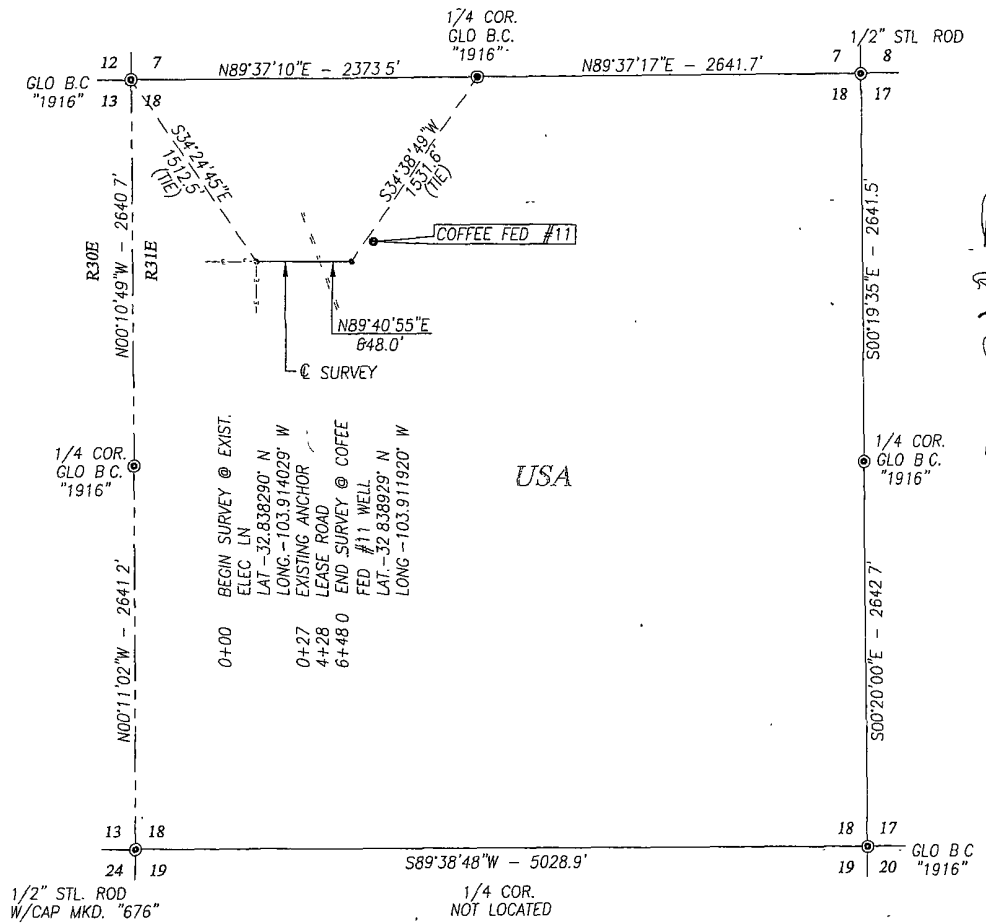 1/4 COR.
GLO B.C.
"1916"
1/2" STL ROD
12 7
N89°37'10"E - 2373.5'
N89°37'17"E - 2641.7'
7 8
GLO B.C
"1916"
13 18
18 17
S34°24'45"E
1512.5'
(TIE)
S34°38'49"W
1531.6'
(TIE)
N00°10'49"W - 2640 7'
R30E
R31E
S00°19'35"E - 2641.5'
COFFEE FED #11
N89°40'55"E
648.0'
℄ SURVEY
1/4 COR.
GLO B C.
"1916"
1/4 COR.
GLO B C.
"1916"
USA
0+00 BEGIN SURVEY @ EXIST.
ELEC LN
LAT -32.838290° N
LONG.-103.914029° W
0+27 EXISTING ANCHOR
4+28 LEASE ROAD
6+48 0 END SURVEY @ COFEE
FED #11 WELL
LAT.-32 838929° N
LONG -103.911920° W
N00°11'02"W - 2641 2'
S00°20'00"E - 2642 7'
13 18
18 17
24 19
S89°38'48"W - 5028.9'
19 20
GLO B C
"1916"
1/2" STL. ROD
W/CAP MKD. "676"
1/4 COR.
NOT LOCATED